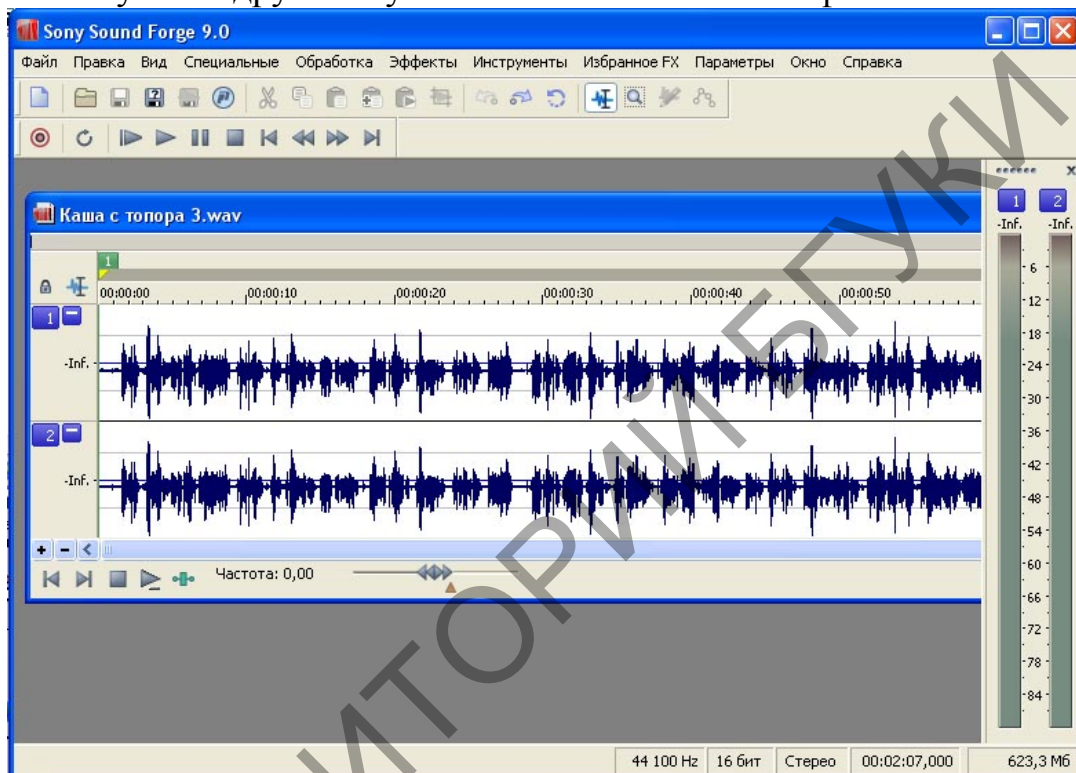 Sony Sound Forge 9.0
Файл Правка Вид Специальные Обработка Эффекты Инструменты Избранное FX Параметры Окно Справка
Каша с топора 3.wav
1 2
-Inf. -Inf.
1
00:00:00 00:00:10 00:00:20 00:00:30 00:00:40 00:00:50
1
-Inf.
2
-Inf.
- 6 -
-12 -
-18 -
-24 -
-30 -
-36 -
-42 -
-48 -
-54 -
-60 -
-66 -
-72 -
-78 -
-84 -
Частота: 0,00
44 100 Hz 16 бит Стерео 00:02:07,000 623,3 Мб
ИТОРИЙ БГУКИ